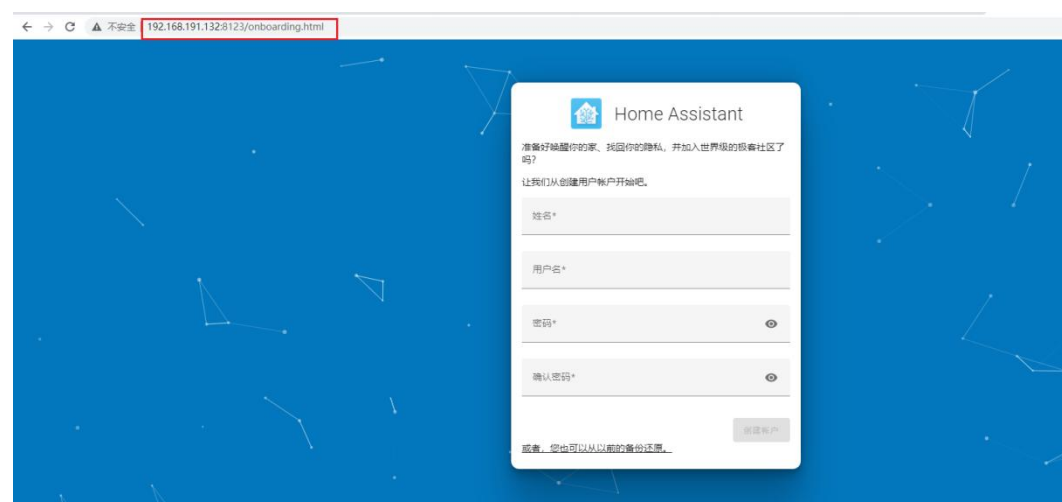 不安全
192.168.191.132:8123/onboarding.html
Home Assistant
准备好唤醒你的家、找回你的隐私，并加入世界级的极客社区了
吗?
让我们从创建用户帐户开始吧。
姓名*
用户名*
密码*
确认密码*
创建帐户
或者，您也可以从以前的备份还原。